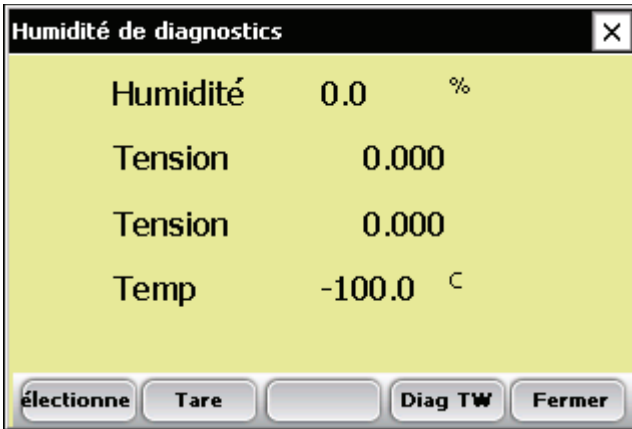 Humidité de diagnostics
Humidité 0.0 %
Tension 0.000
Tension 0.000
Temp -100.0 C
électionne Tare Diag TW Fermer